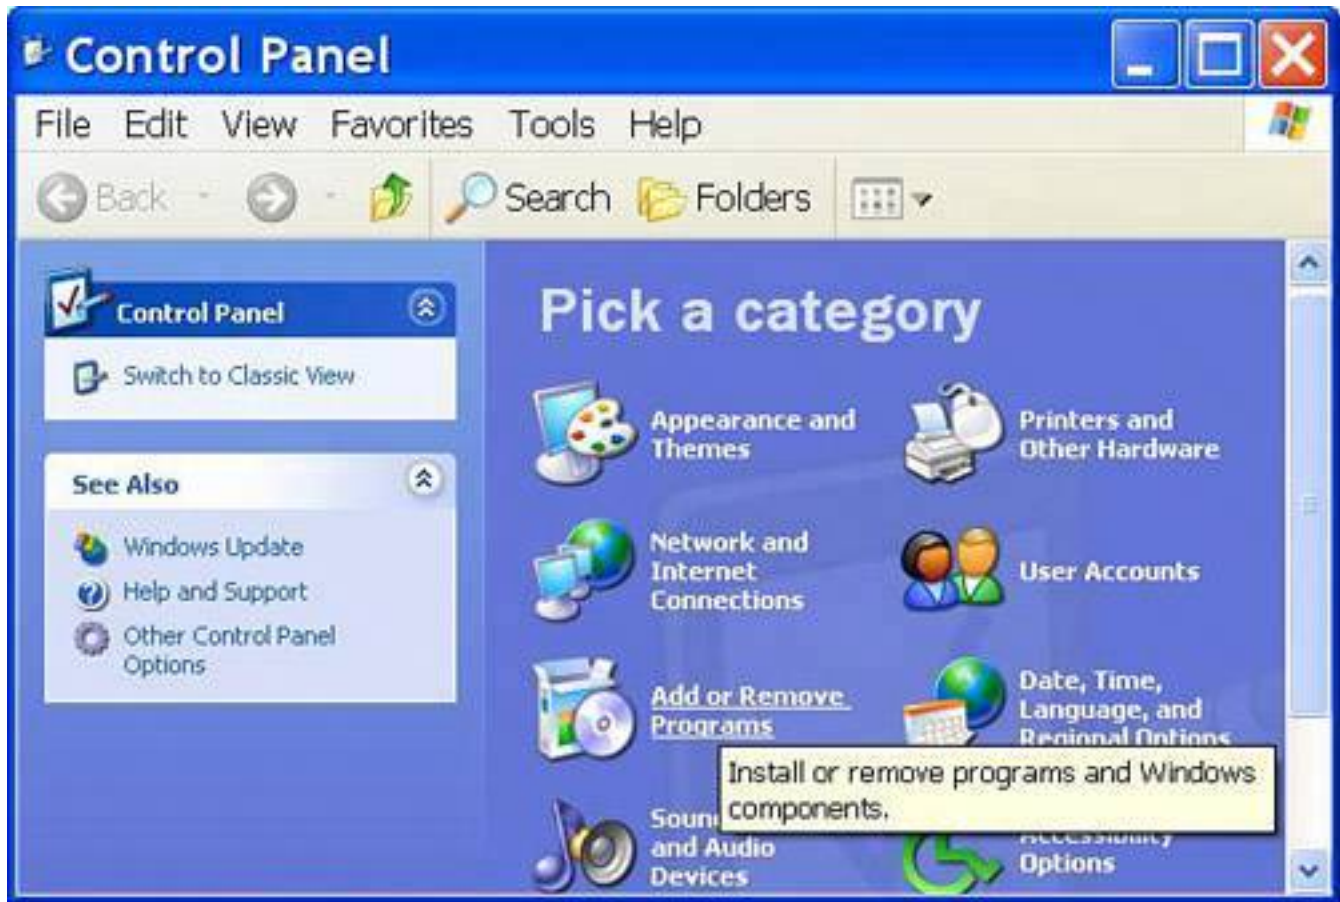 Control Panel
File Edit View Favorites Tools Help
Back Search Folders
Control Panel
Switch to Classic View
See Also
Windows Update
Help and Support
Other Control Panel
Options
Pick a category
Appearance and
Themes
Printers and
Other Hardware
Network and
Internet
Connections
User Accounts
Add or Remove
Programs
Date, Time,
Language, and
Regional Options
Install or remove programs and Windows
components.
and Audio
Devices
Accessibility
Options